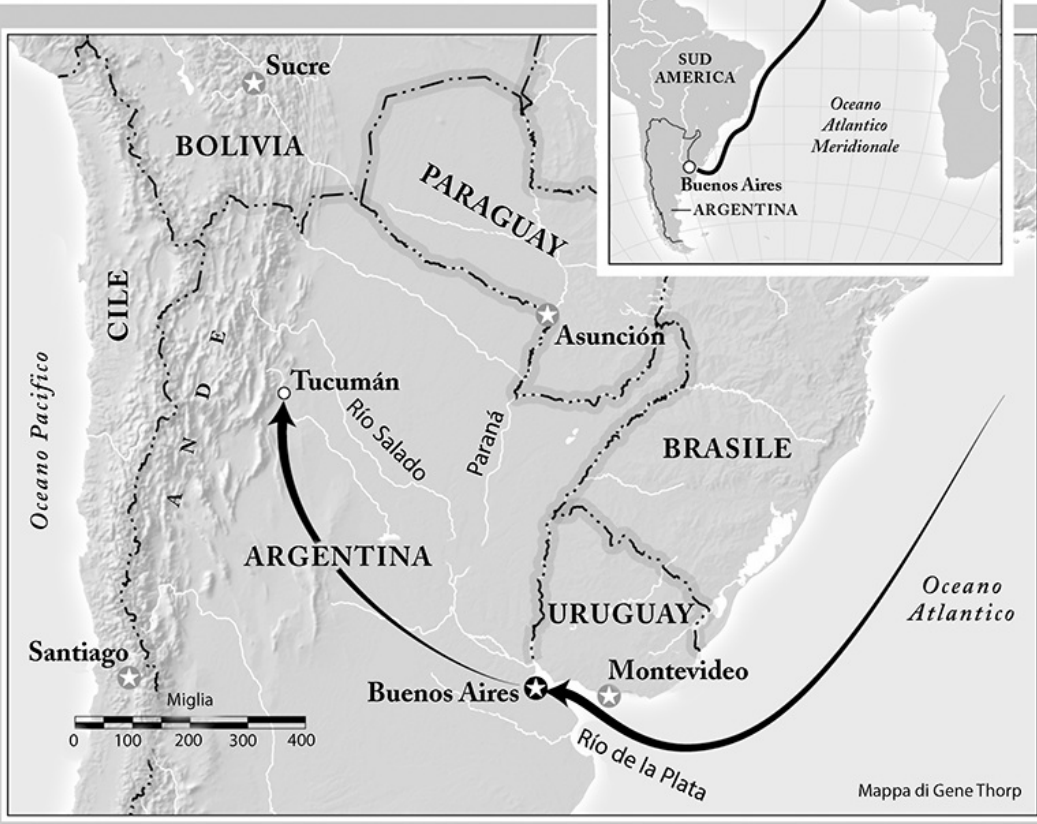 Sucre
BOLIVIA
PARAGUAY
CILE
Asunción
Tucumán
ANDE
Río Salado
Paraná
BRASILE
Oceano Pacifico
ARGENTINA
URUGUAY
Oceano
Atlantico
Santiago
Montevideo
Buenos Aires
Miglia
0 100 200 300 400
Río de la Plata
Mappa di Gene Thorp
SUD
AMERICA
Oceano
Atlantico
Meridionale
Buenos Aires
ARGENTINA